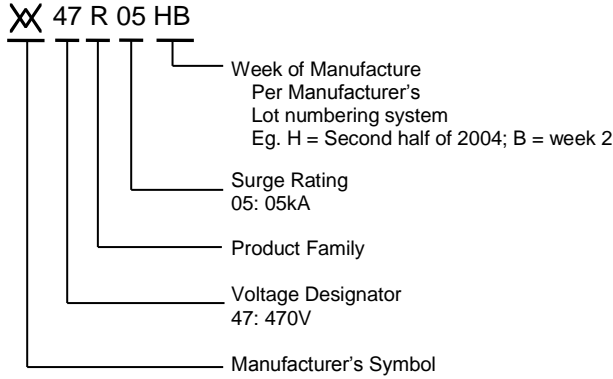 47 R 05 HB
Week of Manufacture
Per Manufacturer's
Lot numbering system
Eg. H = Second half of 2004; B = week 2
Surge Rating
05: 05kA
Product Family
Voltage Designator
47: 470V
Manufacturer's Symbol